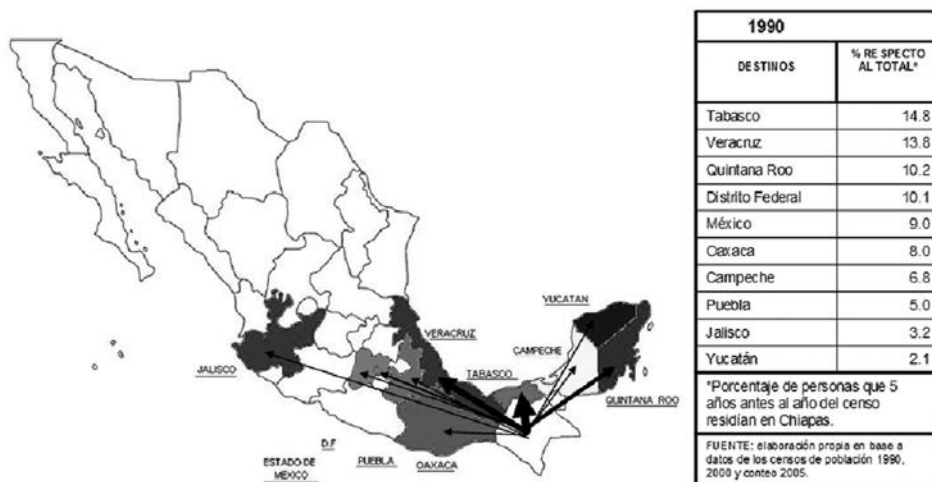 YUCATAN
VERACRUZ
CAMPECHE
JALISCO
TABASCO
QUINTANA ROO
D.F
ESTADO DE
MEXICO
PUEBLA
OAXACA
1990
DESTINOS
% RESPECTO
AL TOTAL*
Tabasco 14.8
Veracruz 13.8
Quintana Roo 10.2
Distrito Federal 10.1
México 9.0
Oaxaca 8.0
Campeche 6.8
Puebla 5.0
Jalisco 3.2
Yucatán 2.1
*Porcentaje de personas que 5
años antes al año del censo
residían en Chiapas.
FUENTE: elaboración propia en base a
datos de los censos de población 1990,
2000 y conteo 2005.